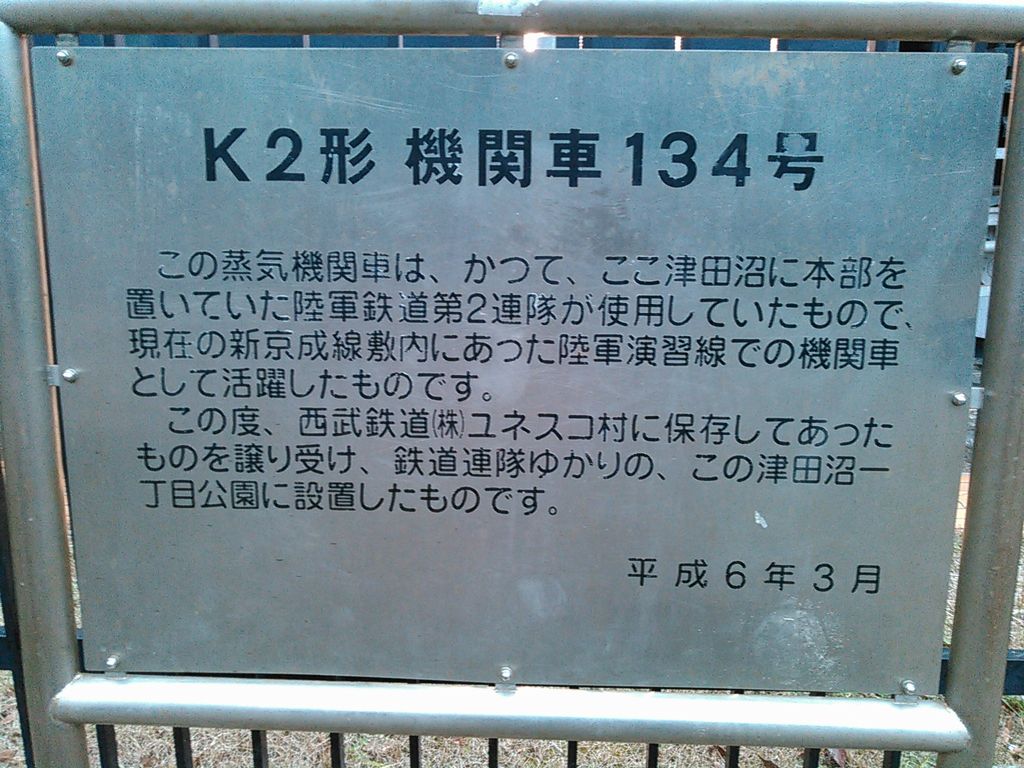 K2形 機関車134号
この蒸気機関車は、かつて、ここ津田沼に本部を
置いていた陸軍鉄道第2連隊が使用していたもので、
現在の新京成線敷内にあった陸軍演習線での機関車
として活躍したものです。
この度、西武鉄道㈱ユネスコ村に保存してあった
ものを譲り受け、鉄道連隊ゆかりの、この津田沼一
丁目公園に設置したものです。
平成6年3月